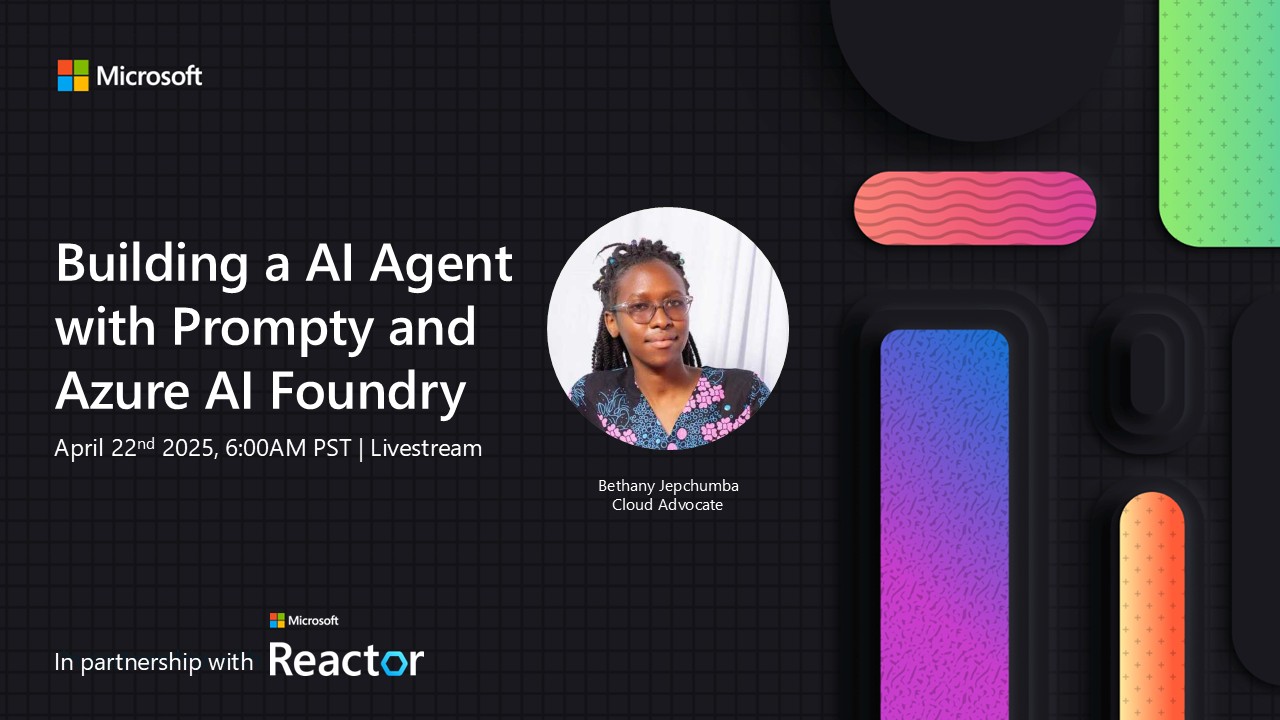 Microsoft
Building a AI Agent
with Prompty and
Azure AI Foundry
April 22nd 2025, 6:00AM PST | Livestream
Bethany Jepchumba
Cloud Advocate
Microsoft
In partnership with Reactor